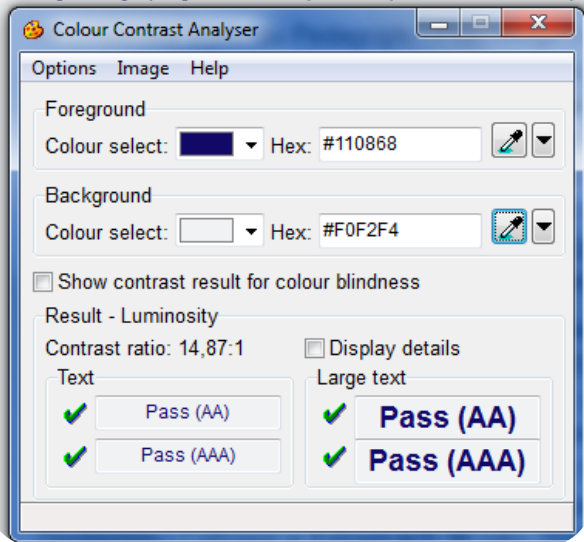 Colour Contrast Analyser
Options Image Help
Foreground
Colour select: Hex: #110868
Background
Colour select: Hex: #F0F2F4
Show contrast result for colour blindness
Result - Luminosity
Contrast ratio: 14,87:1 Display details
Text Large text
Pass (AA) Pass (AA)
Pass (AAA) Pass (AAA)